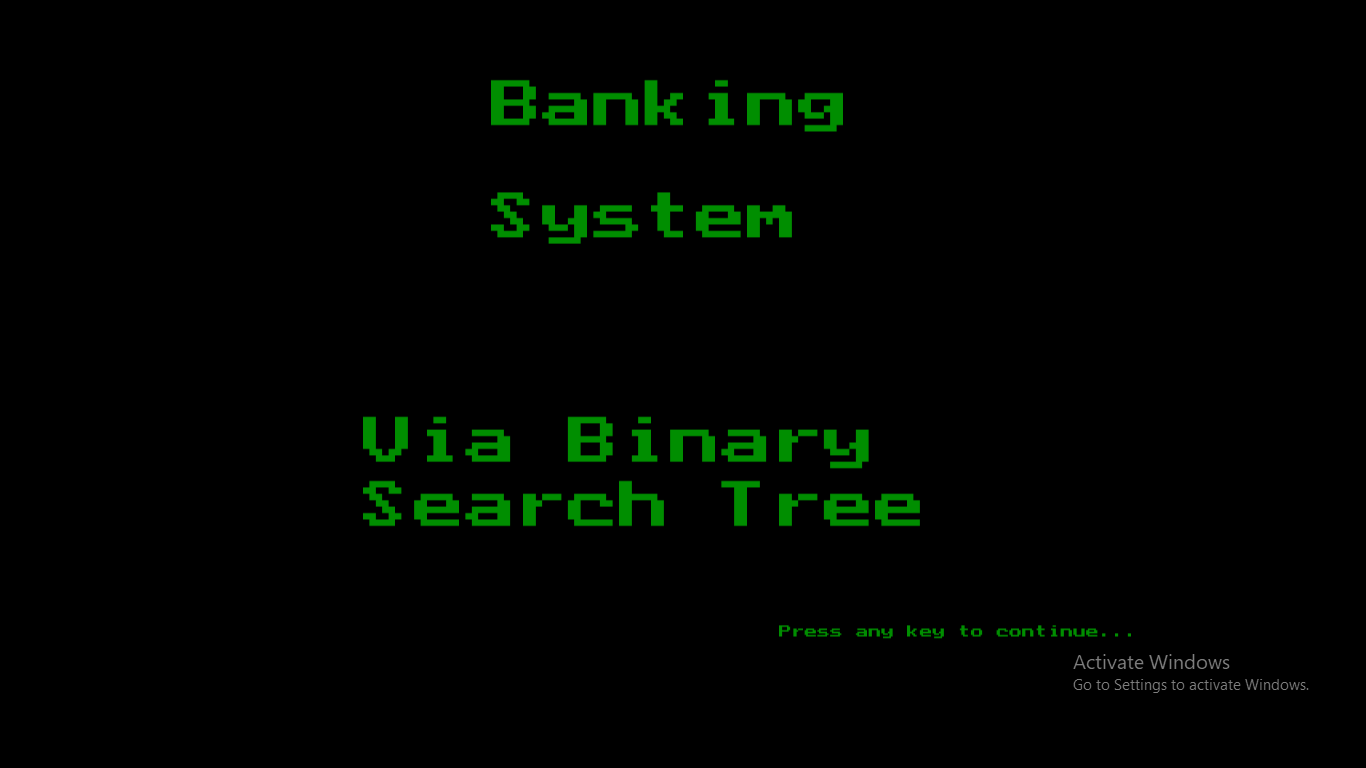 Banking
System
Via Binary
Search Tree
Press any key to continue...
Activate Windows
Go to Settings to activate Windows.